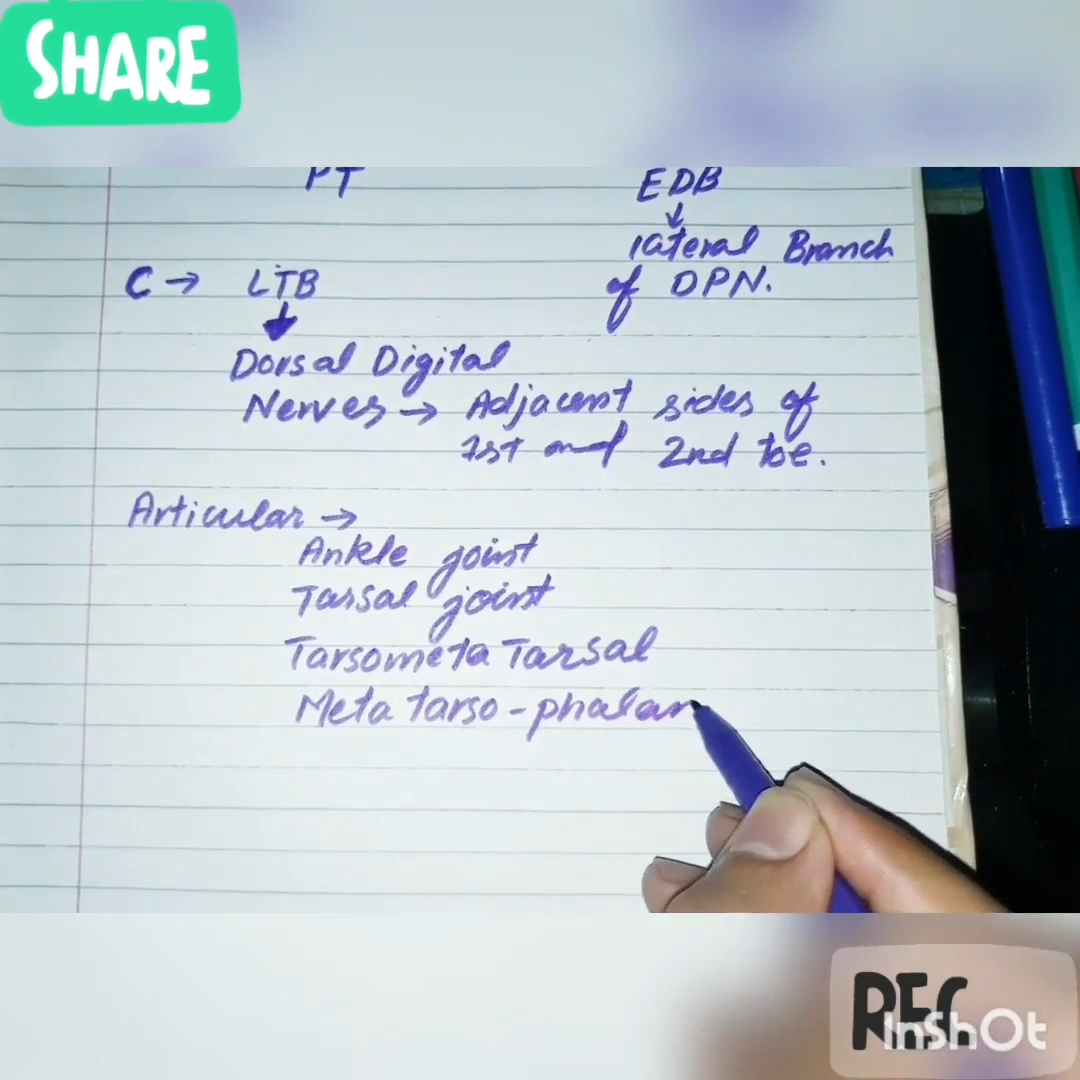 SHARE
PT
EDB
↓
lateral Branch
of DPN.
C → LTB
↓
Dorsal Digital
Nerves → Adjacent sides of
1st and 2nd toe.
Articular →
Ankle joint
Tarsal joint
Tarsometa Tarsal
Meta tarso - phalan
REC
InShOt